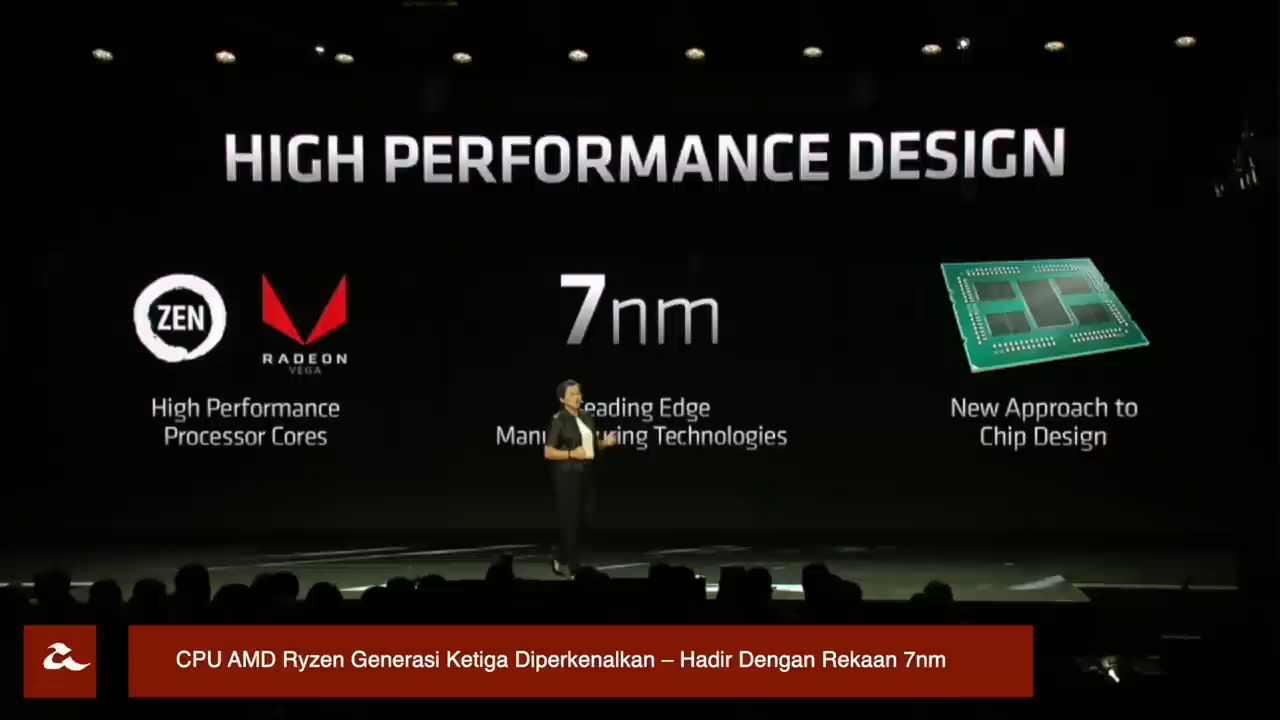 HIGH PERFORMANCE DESIGN
ZEN
RADEON
VEGA
High Performance
Processor Cores
7nm
eading Edge
Manu uring Technologies
New Approach to
Chip Design
CPU AMD Ryzen Generasi Ketiga Diperkenalkan – Hadir Dengan Rekaan 7nm